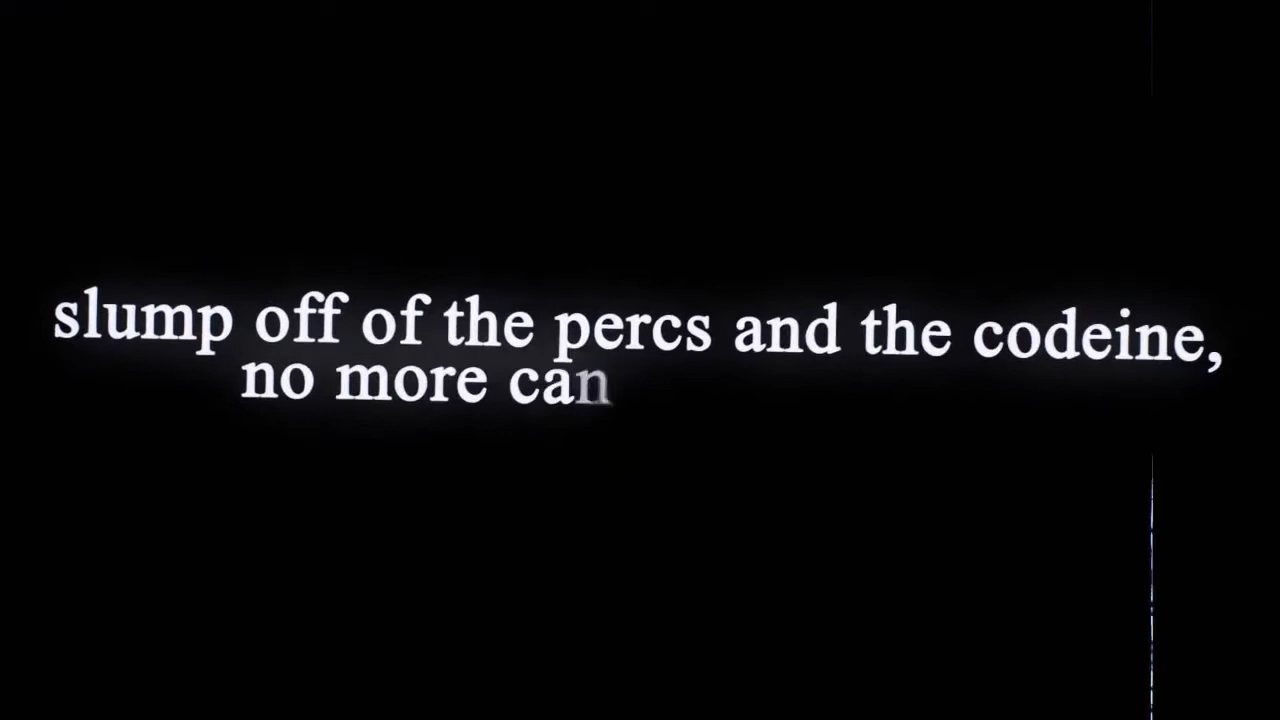 slump off of the percs and the codeine,
no more can